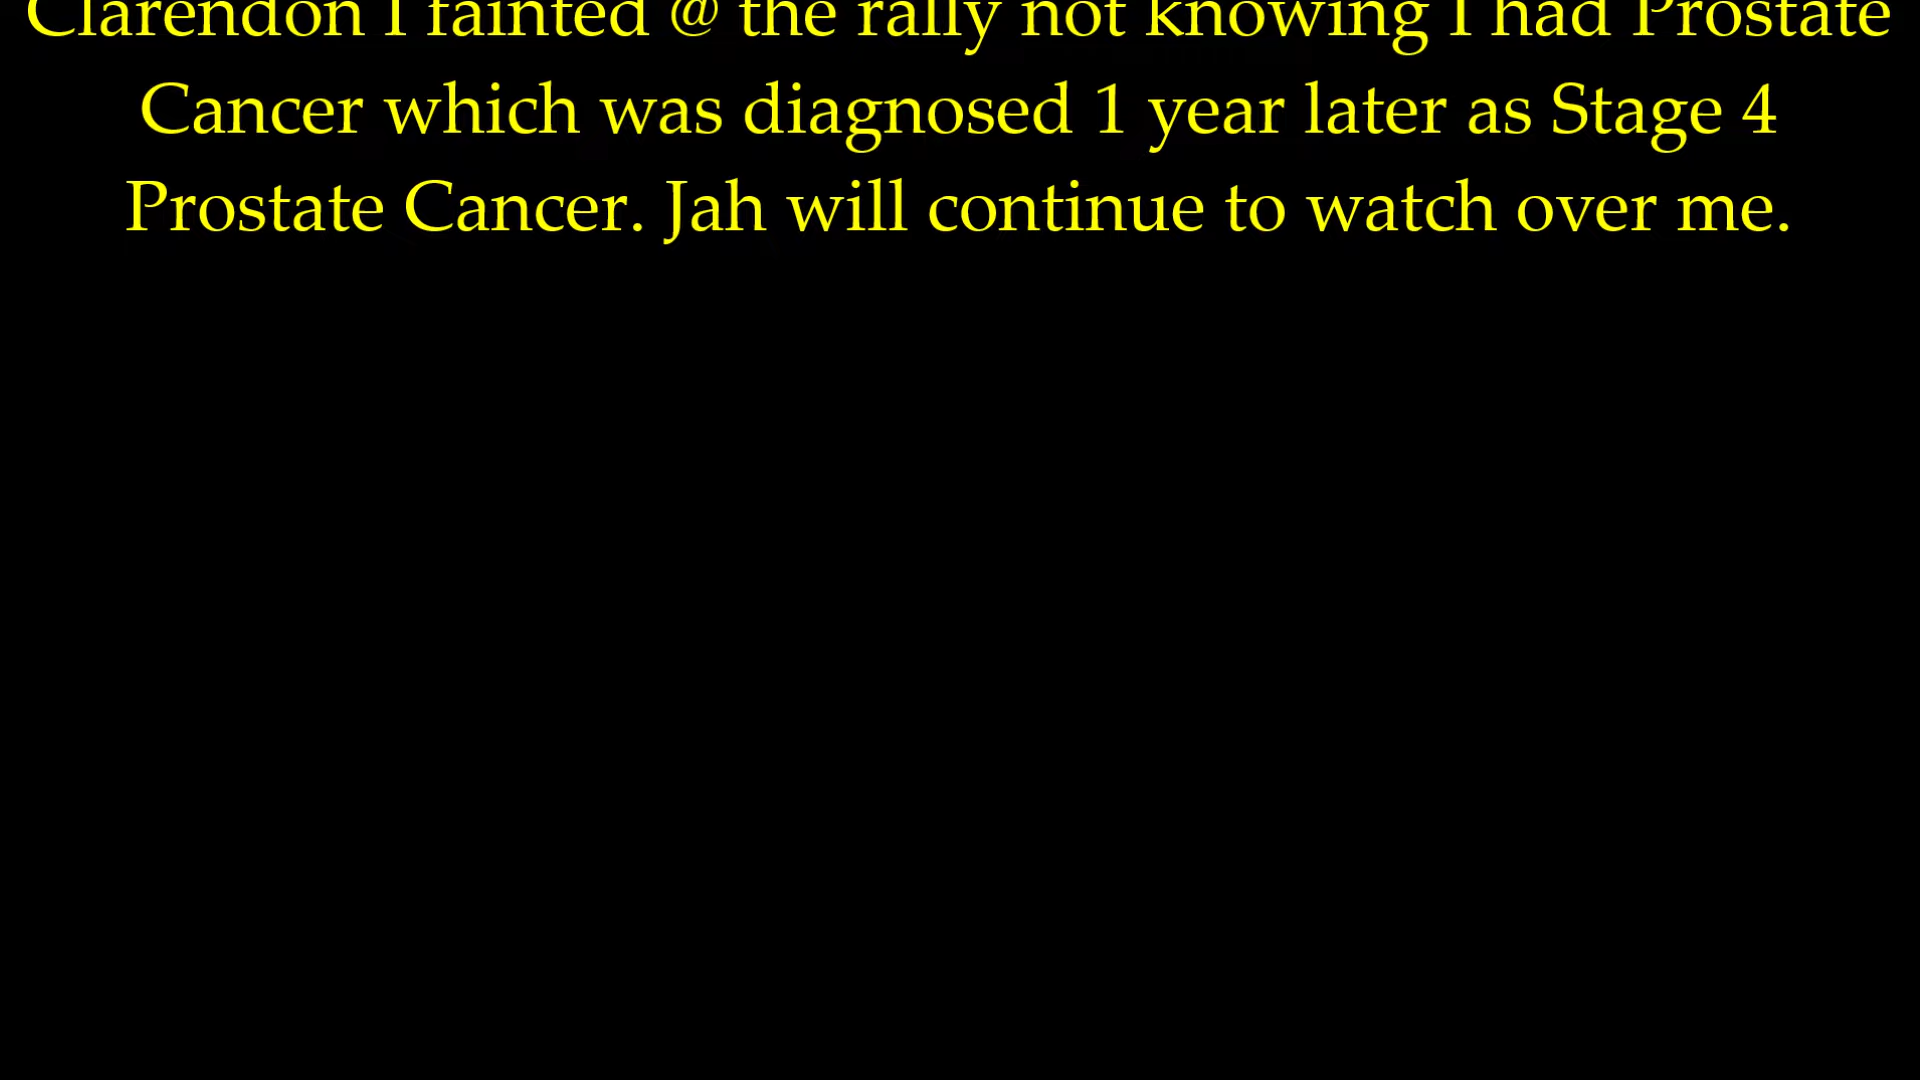 Clarendon I fainted @ the rally not knowing I had Prostate
Cancer which was diagnosed 1 year later as Stage 4
Prostate Cancer. Jah will continue to watch over me.